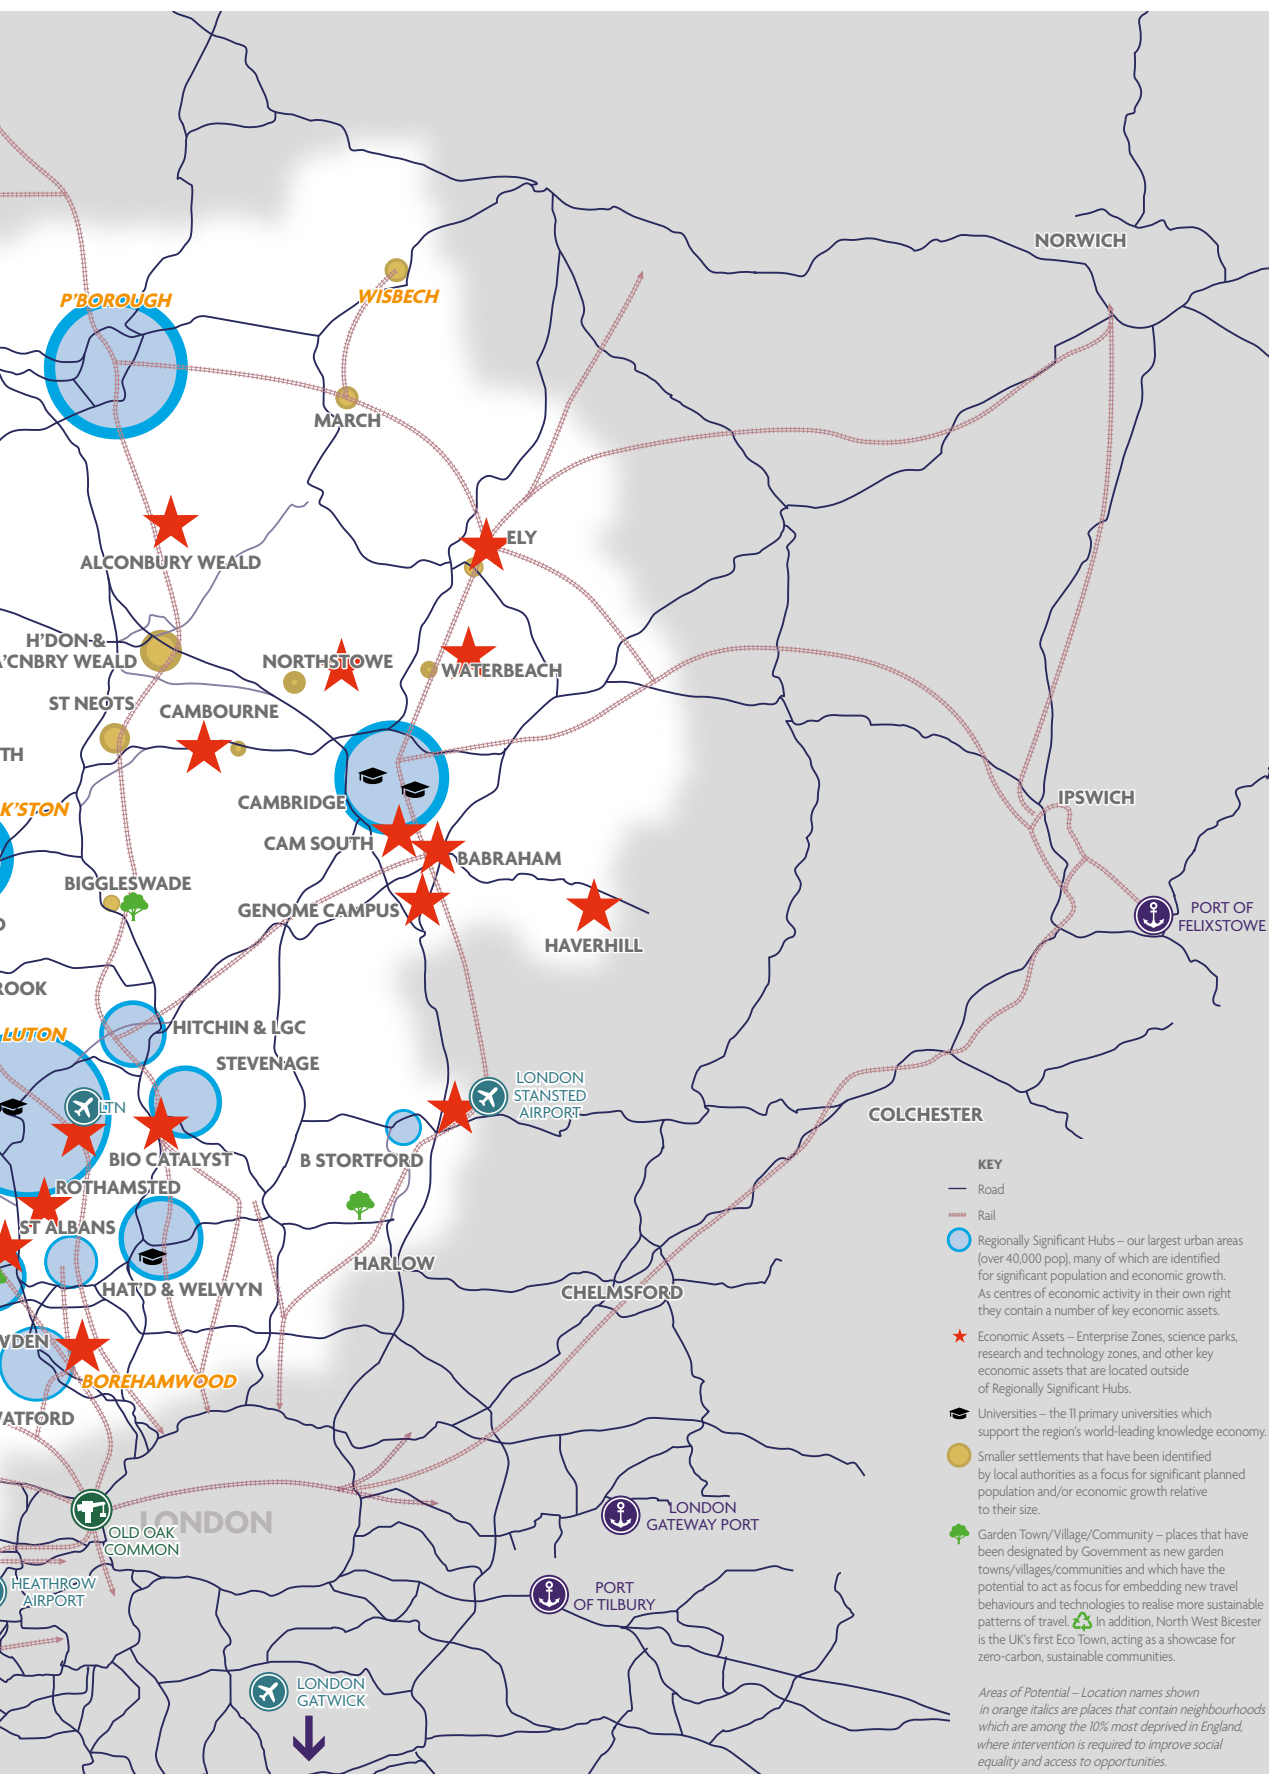 NORWICH
P'BOROUGH
WISBECH
MARCH
ELY
ALCONBURY WEALD
H'DON &
A'CNBRY WEALD
NORTHSTOWE
WATERBEACH
ST NEOTS
CAMBOURNE
TH
K'STON
CAMBRIDGE
IPSWICH
CAM SOUTH
BABRAHAM
BIGGLESWADE
GENOME CAMPUS
PORT OF
FELIXSTOWE
HAVERHILL
ROOK
LUTON
HITCHIN & LGC
STEVENAGE
LTN
LONDON
STANSTED
AIRPORT
COLCHESTER
BIO CATALYST
B STORTFORD
ROTHAMSTED
ST ALBANS
HARLOW
HAT'D & WELWYN
CHELMSFORD
WDEN
BOREHAMWOOD
WATFORD
LONDON
OLD OAK
COMMON
LONDON
GATEWAY PORT
HEATHROW
AIRPORT
PORT
OF TILBURY
LONDON
GATWICK
KEY
Road
Rail
Regionally Significant Hubs – our largest urban areas
(over 40,000 pop), many of which are identified
for significant population and economic growth.
As centres of economic activity in their own right
they contain a number of key economic assets.
Economic Assets – Enterprise Zones, science parks,
research and technology zones, and other key
economic assets that are located outside
of Regionally Significant Hubs.
Universities – the 11 primary universities which
support the region's world-leading knowledge economy.
Smaller settlements that have been identified
by local authorities as a focus for significant planned
population and/or economic growth relative
to their size.
Garden Town/Village/Community – places that have
been designated by Government as new garden
towns/villages/communities and which have the
potential to act as focus for embedding new travel
behaviours and technologies to realise more sustainable
patterns of travel. In addition, North West Bicester
is the UK's first Eco Town, acting as a showcase for
zero-carbon, sustainable communities.
Areas of Potential – Location names shown
in orange italics are places that contain neighbourhoods
which are among the 10% most deprived in England,
where intervention is required to improve social
equality and access to opportunities.